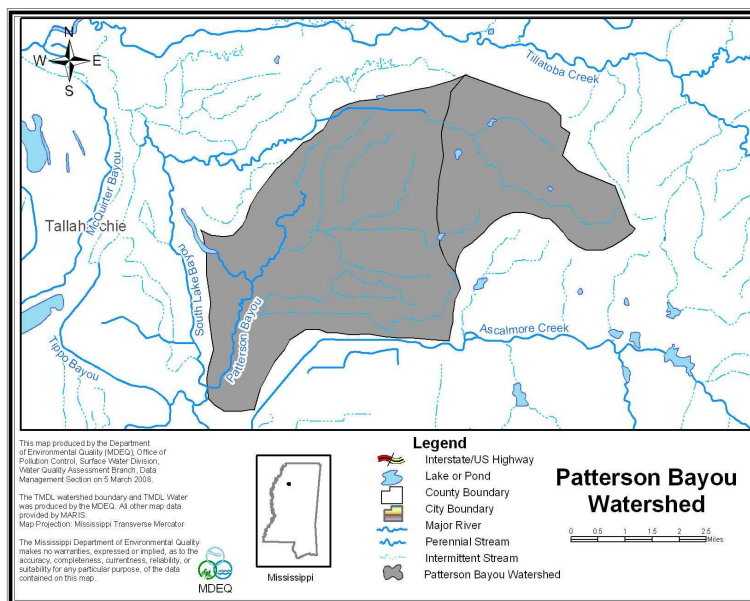 N
W E
S
Tillatoba Creek
McQuirter Bayou
South Lake Bayou
Patterson Bayou
Tippo Bayou
Ascalmore Creek
This map produced by the Department
of Environmental Quality (MDEQ), Office of
Pollution Control, Surface Water Division,
Water Quality Assessment Branch, Data
Management Section on 5 March 2008.
The TMDL watershed boundary and TMDL Water
was produced by the MDEQ. All other map data
provided by MARIS.
Map Projection: Mississippi Transverse Mercator
The Mississippi Department of Environmental Quality
makes no warranties, expressed or implied, as to the
accuracy, completeness, currentness, reliability, or
suitability for any particular purpose, of the data
contained on this map.
MDEQ
Mississippi
Legend
Interstate/US Highway
Lake or Pond
County Boundary
City Boundary
Major River
Perennial Stream
Intermittent Stream
Patterson Bayou Watershed
Patterson Bayou
Watershed
0 0.5 1 1.5 2 2.5
Miles